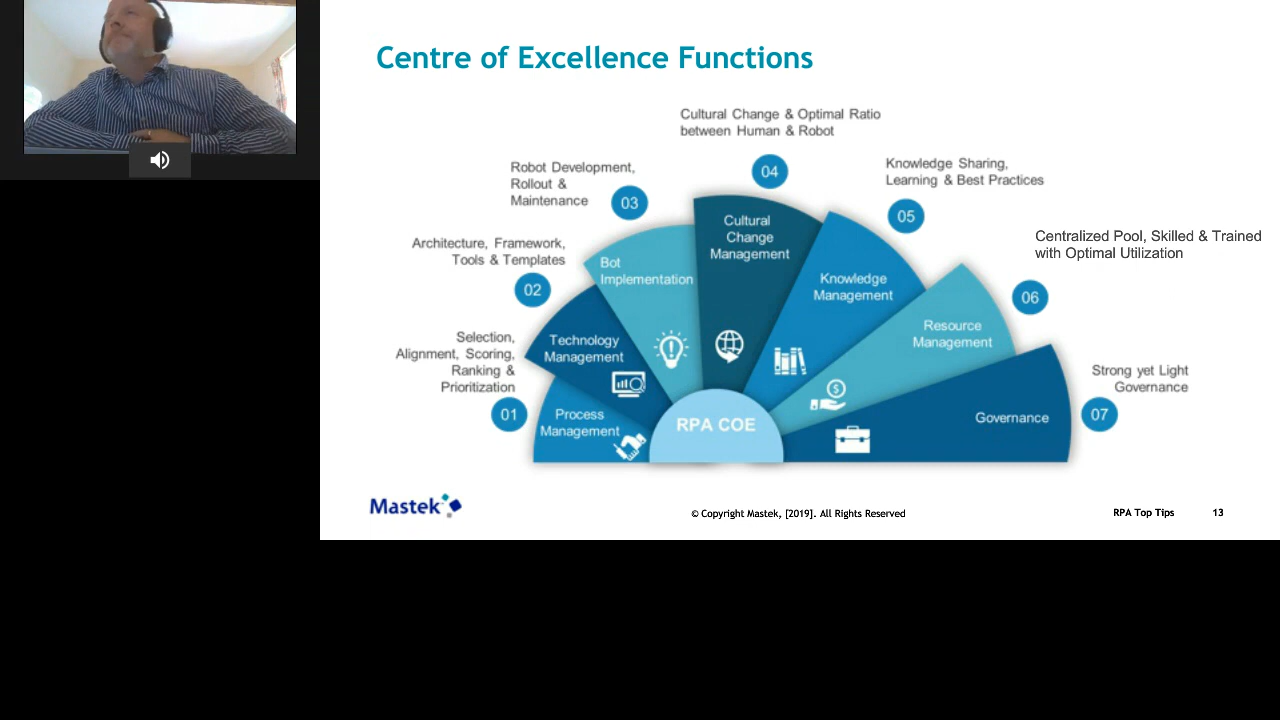 Centre of Excellence Functions
Cultural Change & Optimal Ratio
between Human & Robot
04
Robot Development,
Rollout &
Maintenance
03
Knowledge Sharing,
Learning & Best Practices
05
Architecture, Framework,
Tools & Templates
02
Centralized Pool, Skilled & Trained
with Optimal Utilization
06
Selection,
Alignment, Scoring,
Ranking &
Prioritization
01
Strong yet Light
Governance
07
Process
Management
Technology
Management
Bot
Implementation
Cultural
Change
Management
Knowledge
Management
Resource
Management
Governance
RPA COE
Mastek
© Copyright Mastek, [2019]. All Rights Reserved
RPA Top Tips 13